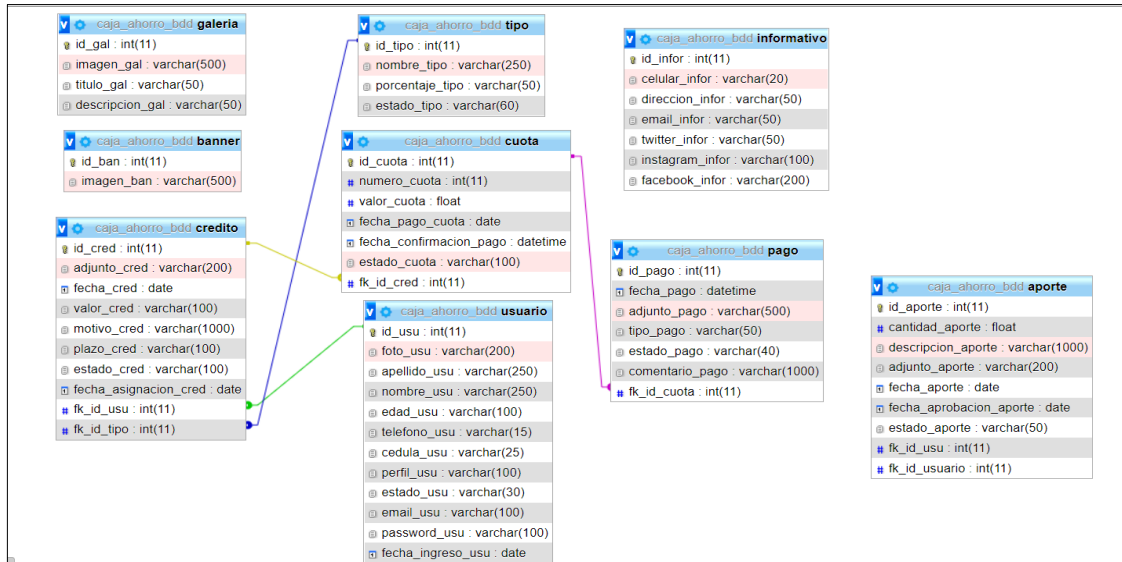 caja_ahorro_bdd galeria
id_gal : int(11)
imagen_gal : varchar(500)
titulo_gal : varchar(50)
descripcion_gal : varchar(50)
caja_ahorro_bdd banner
id_ban : int(11)
imagen_ban : varchar(500)
caja_ahorro_bdd credito
id_cred : int(11)
adjunto_cred : varchar(200)
fecha_cred : date
valor_cred : varchar(100)
motivo_cred : varchar(1000)
plazo_cred : varchar(100)
estado_cred : varchar(100)
fecha_asignacion_cred : date
fk_id_usu : int(11)
fk_id_tipo : int(11)
caja_ahorro_bdd tipo
id_tipo : int(11)
nombre_tipo : varchar(250)
porcentaje_tipo : varchar(50)
estado_tipo : varchar(60)
caja_ahorro_bdd cuota
id_cuota : int(11)
numero_cuota : int(11)
valor_cuota : float
fecha_pago_cuota : date
fecha_confirmacion_pago : datetime
estado_cuota : varchar(100)
fk_id_cred : int(11)
caja_ahorro_bdd usuario
id_usu : int(11)
foto_usu : varchar(200)
apellido_usu : varchar(250)
nombre_usu : varchar(250)
edad_usu : varchar(100)
telefono_usu : varchar(15)
cedula_usu : varchar(25)
perfil_usu : varchar(100)
estado_usu : varchar(30)
email_usu : varchar(100)
password_usu : varchar(100)
fecha_ingreso_usu : date
caja_ahorro_bdd informativo
id_infor : int(11)
celular_infor : varchar(20)
direccion_infor : varchar(50)
email_infor : varchar(50)
twitter_infor : varchar(50)
instagram_infor : varchar(100)
facebook_infor : varchar(200)
caja_ahorro_bdd pago
id_pago : int(11)
fecha_pago : datetime
adjunto_pago : varchar(500)
tipo_pago : varchar(50)
estado_pago : varchar(40)
comentario_pago : varchar(1000)
fk_id_cuota : int(11)
caja_ahorro_bdd aporte
id_aporte : int(11)
cantidad_aporte : float
descripcion_aporte : varchar(1000)
adjunto_aporte : varchar(200)
fecha_aporte : date
fecha_aprobacion_aporte : date
estado_aporte : varchar(50)
fk_id_usu : int(11)
fk_id_usuario : int(11)